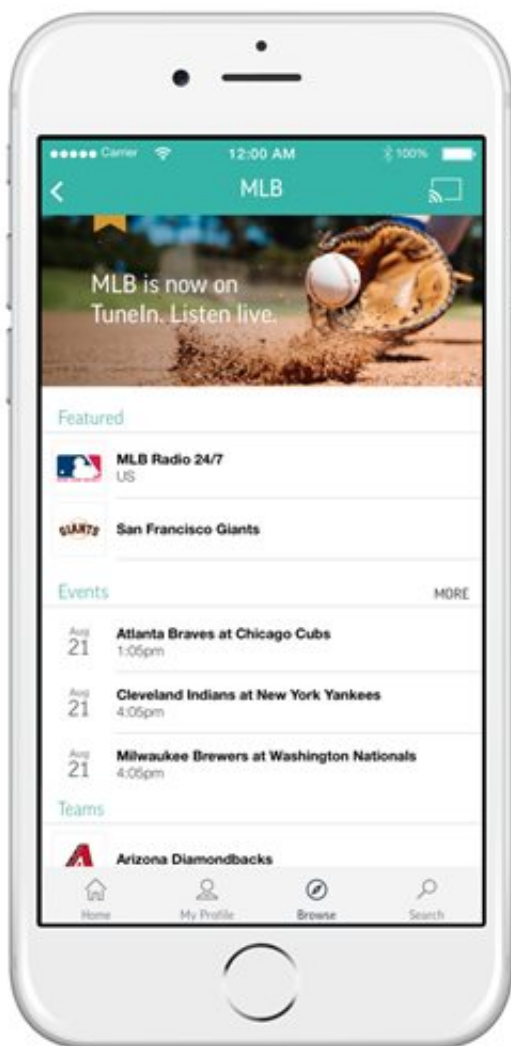 Carrier 12:00 AM 100%
MLB
MLB is now on
TuneIn. Listen live.
Featured
MLB Radio 24/7
US
GIANTS
San Francisco Giants
Events MORE
Aug
21
Atlanta Braves at Chicago Cubs
1:05pm
Aug
21
Cleveland Indians at New York Yankees
4:05pm
Aug
21
Milwaukee Brewers at Washington Nationals
4:05pm
Teams
A
Arizona Diamondbacks
Home My Profile Browse Search